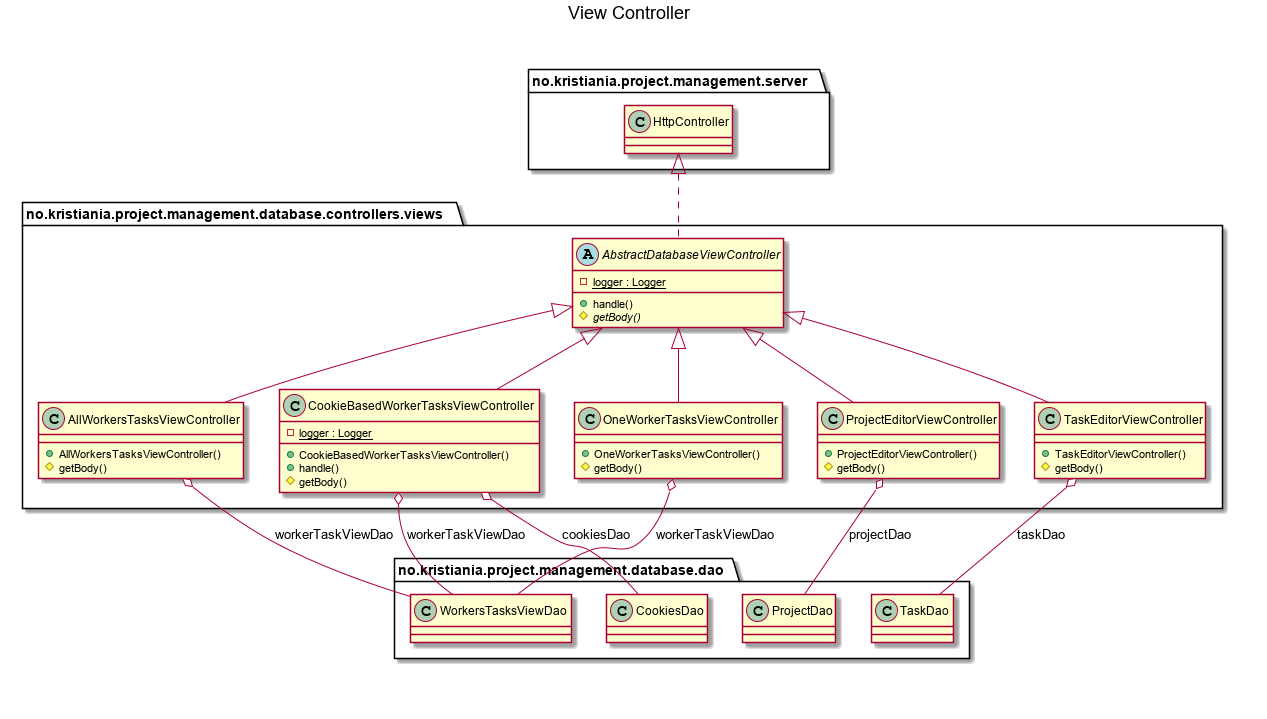 View Controller
no.kristiania.project.management.server
C HttpController
no.kristiania.project.management.database.controllers.views
A AbstractDatabaseViewController
logger : Logger
handle()
getBody()
C AllWorkersTasksViewController
AllWorkersTasksViewController()
getBody()
C CookieBasedWorkerTasksViewController
logger : Logger
CookieBasedWorkerTasksViewController()
handle()
getBody()
C OneWorkerTasksViewController
OneWorkerTasksViewController()
getBody()
C ProjectEditorViewController
ProjectEditorViewController()
getBody()
C TaskEditorViewController
TaskEditorViewController()
getBody()
workerTaskViewDao
workerTaskViewDao
cookiesDao
workerTaskViewDao
projectDao
taskDao
no.kristiania.project.management.database.dao
C WorkersTasksViewDao
C CookiesDao
C ProjectDao
C TaskDao